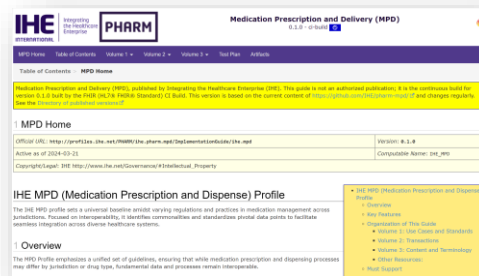 IHE
INTERNATIONAL
Integrating
the Healthcare
Enterprise
PHARM
Medication Prescription and Delivery (MPD)
0.1.0 - ci-build
MPD Home Table of Contents Volume 1 Volume 2 Volume 3 Test Plan Artifacts
Table of Contents MPD Home
Medication Prescription and Delivery (MPD), published by Integrating the Healthcare Enterprise (IHE). This guide is not an authorized publication; it is the continuous build for
version 0.1.0 built by the FHIR (HL7® FHIR® Standard) CI Build. This version is based on the current content of https://github.com/IHE/pharm-mpd/ and changes regularly.
See the Directory of published versions
1 MPD Home
Official URL: http://profiles.ihe.net/PHARM/ihe.pharm.mpd/ImplementationGuide/ihe.mpd Version: 0.1.0
Active as of 2024-03-21 Computable Name: IHE_MPD
Copyright/Legal: IHE http://www.ihe.net/Governance/#Intellectual_Property
IHE MPD (Medication Prescription and Dispense) Profile
The IHE MPD profile sets a universal baseline amidst varying regulations and practices in medication management across
jurisdictions. Focused on interoperability, it identifies commonalities and standardizes pivotal data points to facilitate
seamless integration across diverse healthcare systems.
1 Overview
The MPD Profile emphasizes a unified set of guidelines, ensuring that while medication prescription and dispensing processes
may differ by jurisdiction or drug type, fundamental data and processes remain interoperable.
IHE MPD (Medication Prescription and Dispense)
Profile
Overview
Key Features
Organization of This Guide
Volume 1: Use Cases and Standards
Volume 2: Transactions
Volume 3: Content and Terminology
Other Resources:
Must Support